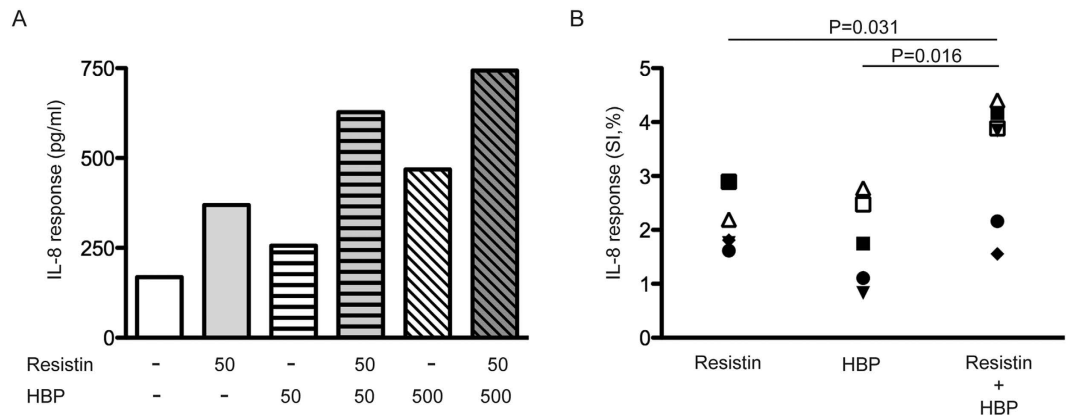 A
IL-8 response (pg/ml)
750
500
250
0
Resistin - 50 - 50 - 50
HBP - - 50 50 500 500
B
P=0.031
P=0.016
IL-8 response (SI,%)
5
4
3
2
1
0
Resistin
HBP
Resistin
+
HBP